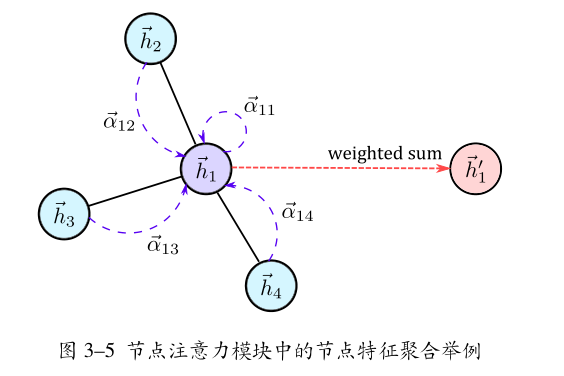 h⃗₂
α⃗₁₁
α⃗₁₂
weighted sum
h⃗₁
h⃗′₁
h⃗₃
α⃗₁₄
α⃗₁₃
h⃗₄
图 3–5 节点注意力模块中的节点特征聚合举例